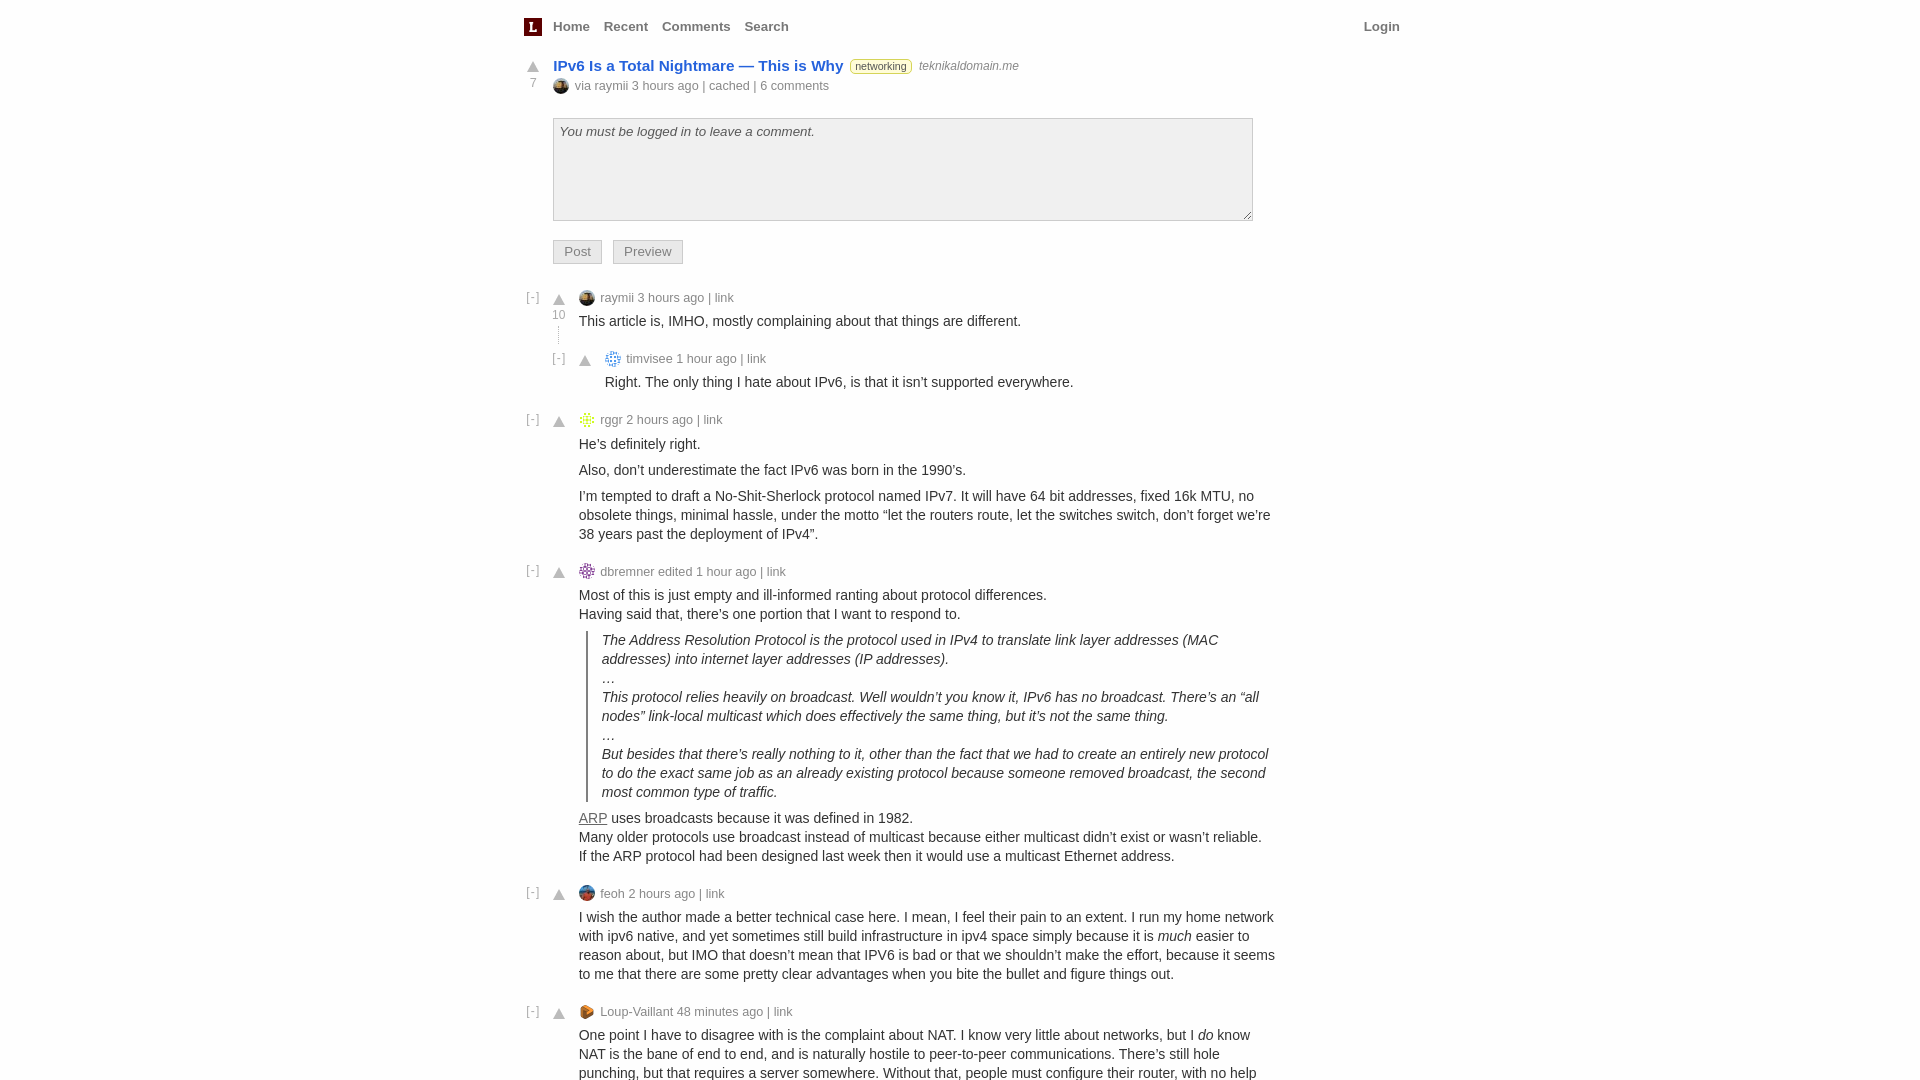 L Home Recent Comments Search Login
IPv6 Is a Total Nightmare — This is Why networking teknikaldomain.me
7
via raymii 3 hours ago | cached | 6 comments
You must be logged in to leave a comment.
Post Preview
[-] raymii 3 hours ago | link
10
This article is, IMHO, mostly complaining about that things are different.
[-] timvisee 1 hour ago | link
Right. The only thing I hate about IPv6, is that it isn’t supported everywhere.
[-] rggr 2 hours ago | link
He’s definitely right.
Also, don’t underestimate the fact IPv6 was born in the 1990’s.
I’m tempted to draft a No-Shit-Sherlock protocol named IPv7. It will have 64 bit addresses, fixed 16k MTU, no
obsolete things, minimal hassle, under the motto “let the routers route, let the switches switch, don’t forget we’re
38 years past the deployment of IPv4”.
[-] dbremner edited 1 hour ago | link
Most of this is just empty and ill-informed ranting about protocol differences.
Having said that, there’s one portion that I want to respond to.
The Address Resolution Protocol is the protocol used in IPv4 to translate link layer addresses (MAC
addresses) into internet layer addresses (IP addresses).
…
This protocol relies heavily on broadcast. Well wouldn’t you know it, IPv6 has no broadcast. There’s an “all
nodes” link-local multicast which does effectively the same thing, but it’s not the same thing.
…
But besides that there’s really nothing to it, other than the fact that we had to create an entirely new protocol
to do the exact same job as an already existing protocol because someone removed broadcast, the second
most common type of traffic.
ARP uses broadcasts because it was defined in 1982.
Many older protocols use broadcast instead of multicast because either multicast didn’t exist or wasn’t reliable.
If the ARP protocol had been designed last week then it would use a multicast Ethernet address.
[-] feoh 2 hours ago | link
I wish the author made a better technical case here. I mean, I feel their pain to an extent. I run my home network
with ipv6 native, and yet sometimes still build infrastructure in ipv4 space simply because it is much easier to
reason about, but IMO that doesn’t mean that IPV6 is bad or that we shouldn’t make the effort, because it seems
to me that there are some pretty clear advantages when you bite the bullet and figure things out.
[-] Loup-Vaillant 48 minutes ago | link
One point I have to disagree with is the complaint about NAT. I know very little about networks, but I do know
NAT is the bane of end to end, and is naturally hostile to peer-to-peer communications. There’s still hole
punching, but that requires a server somewhere. Without that, people must configure their router, with no help